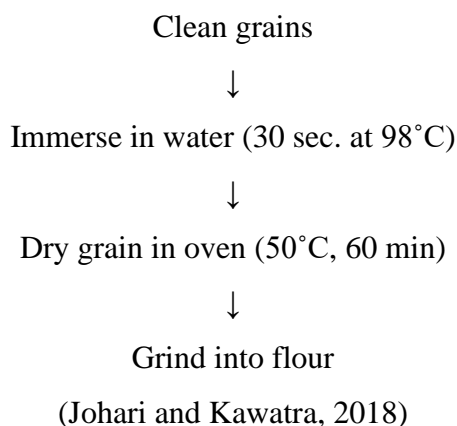 Clean grains
↓
Immerse in water (30 sec. at 98˚C)
↓
Dry grain in oven (50˚C, 60 min)
↓
Grind into flour
(Johari and Kawatra, 2018)